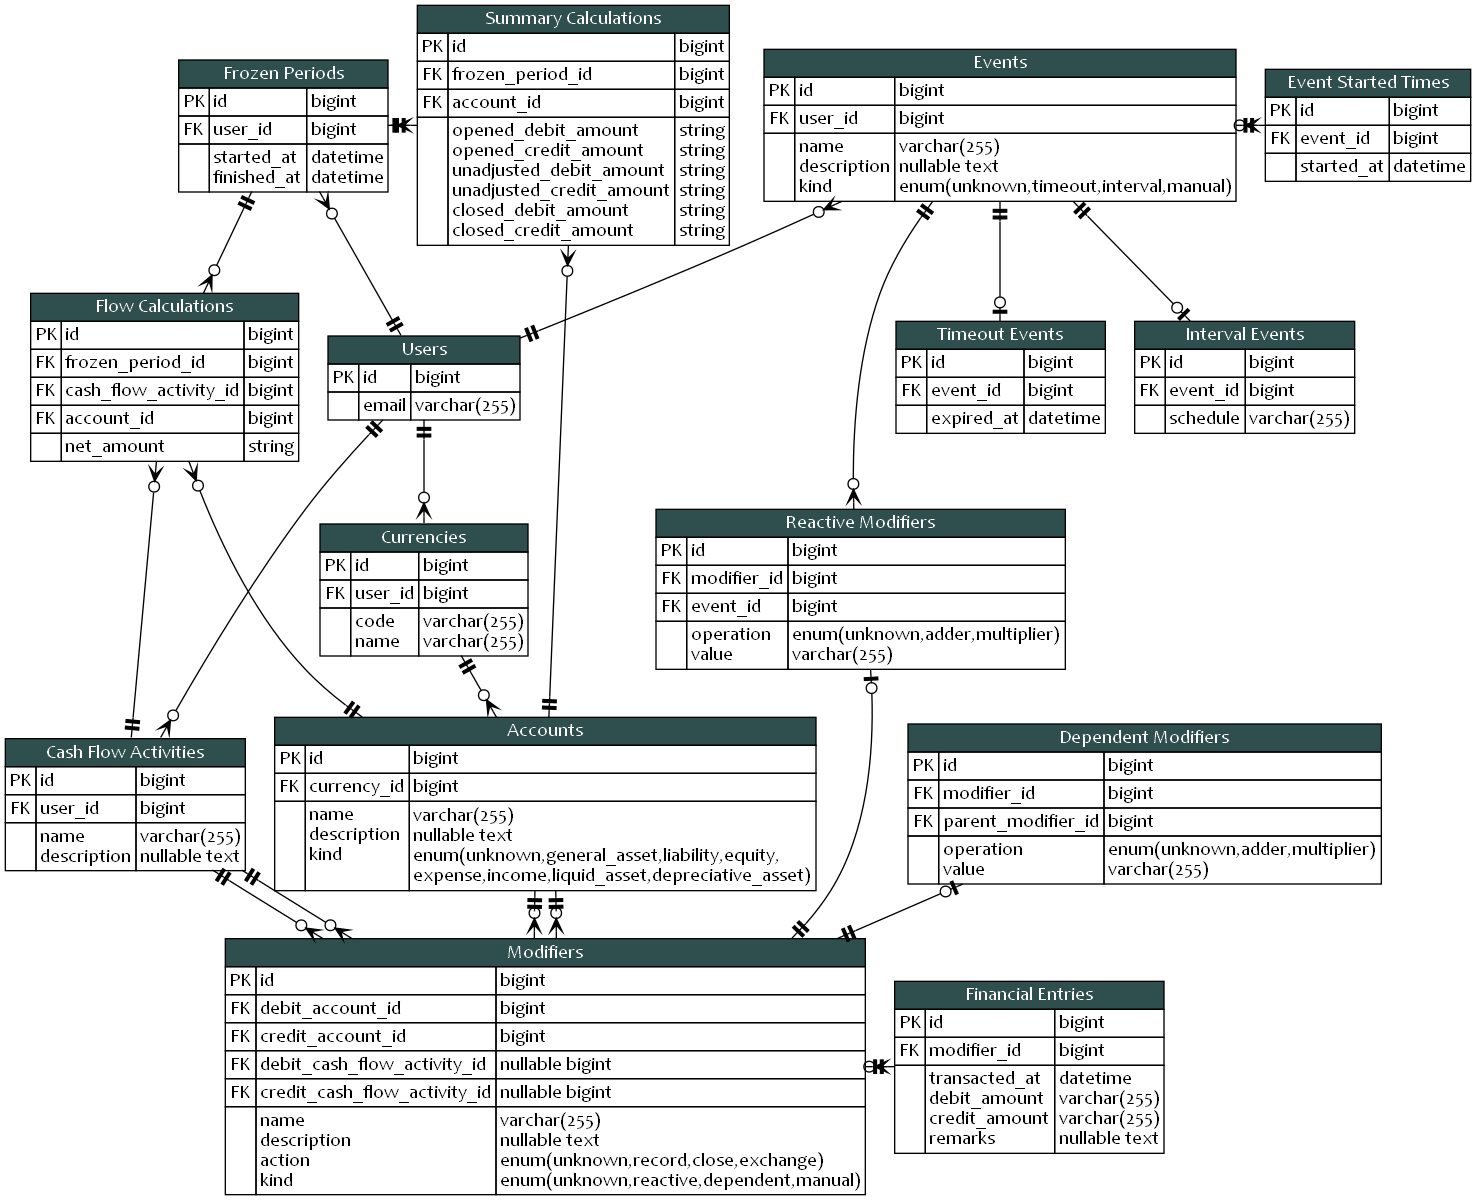 Summary Calculations
PK id bigint
FK frozen_period_id bigint
FK account_id bigint
opened_debit_amount string
opened_credit_amount string
unadjusted_debit_amount string
unadjusted_credit_amount string
closed_debit_amount string
closed_credit_amount string
Frozen Periods
PK id bigint
FK user_id bigint
started_at datetime
finished_at datetime
Events
PK id bigint
FK user_id bigint
name varchar(255)
description nullable text
kind enum(unknown,timeout,interval,manual)
Event Started Times
PK id bigint
FK event_id bigint
started_at datetime
Flow Calculations
PK id bigint
FK frozen_period_id bigint
FK cash_flow_activity_id bigint
FK account_id bigint
net_amount string
Users
PK id bigint
email varchar(255)
Timeout Events
PK id bigint
FK event_id bigint
expired_at datetime
Interval Events
PK id bigint
FK event_id bigint
schedule varchar(255)
Currencies
PK id bigint
FK user_id bigint
code varchar(255)
name varchar(255)
Reactive Modifiers
PK id bigint
FK modifier_id bigint
FK event_id bigint
operation enum(unknown,adder,multiplier)
value varchar(255)
Cash Flow Activities
PK id bigint
FK user_id bigint
name varchar(255)
description nullable text
Accounts
PK id bigint
FK currency_id bigint
name varchar(255)
description nullable text
kind enum(unknown,general_asset,liability,equity,
expense,income,liquid_asset,depreciative_asset)
Dependent Modifiers
PK id bigint
FK modifier_id bigint
FK parent_modifier_id bigint
operation enum(unknown,adder,multiplier)
value varchar(255)
Modifiers
PK id bigint
FK debit_account_id bigint
FK credit_account_id bigint
FK debit_cash_flow_activity_id nullable bigint
FK credit_cash_flow_activity_id nullable bigint
name varchar(255)
description nullable text
action enum(unknown,record,close,exchange)
kind enum(unknown,reactive,dependent,manual)
Financial Entries
PK id bigint
FK modifier_id bigint
transacted_at datetime
debit_amount varchar(255)
credit_amount varchar(255)
remarks nullable text